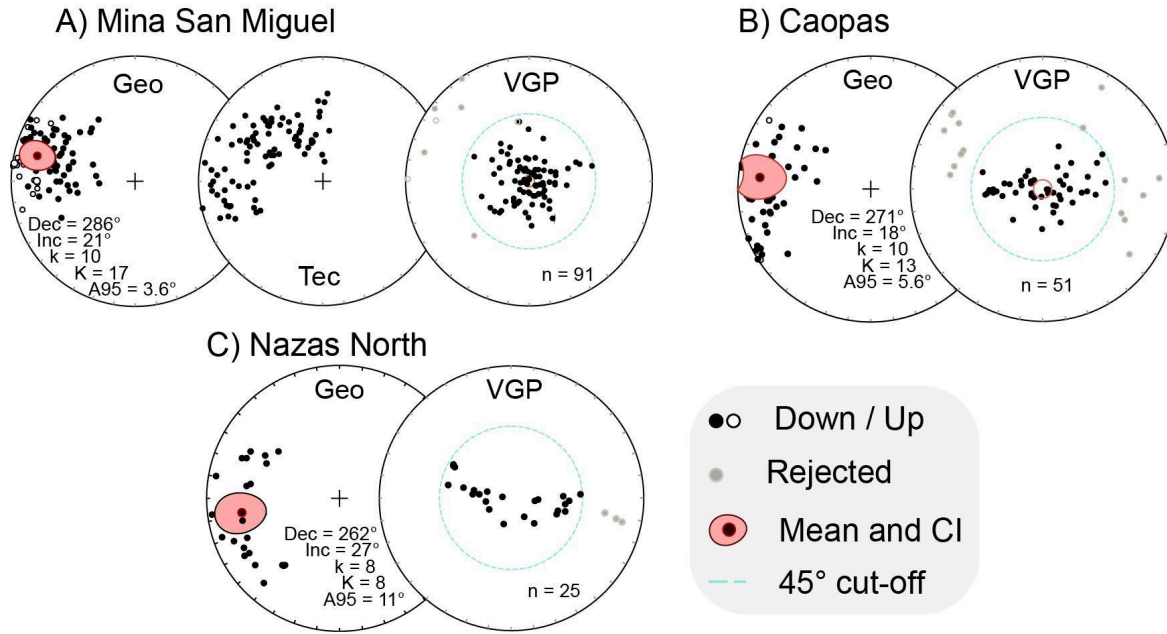 A) Mina San Miguel
Geo
VGP
Dec = 286°
Inc = 21°
k = 10
K = 17
A95 = 3.6°
Tec
n = 91
B) Caopas
Geo
VGP
Dec = 271°
Inc = 18°
k = 10
K = 13
A95 = 5.6°
n = 51
C) Nazas North
Geo
VGP
Dec = 262°
Inc = 27°
k = 8
K = 8
A95 = 11°
n = 25
Down / Up
Rejected
Mean and CI
45° cut-off